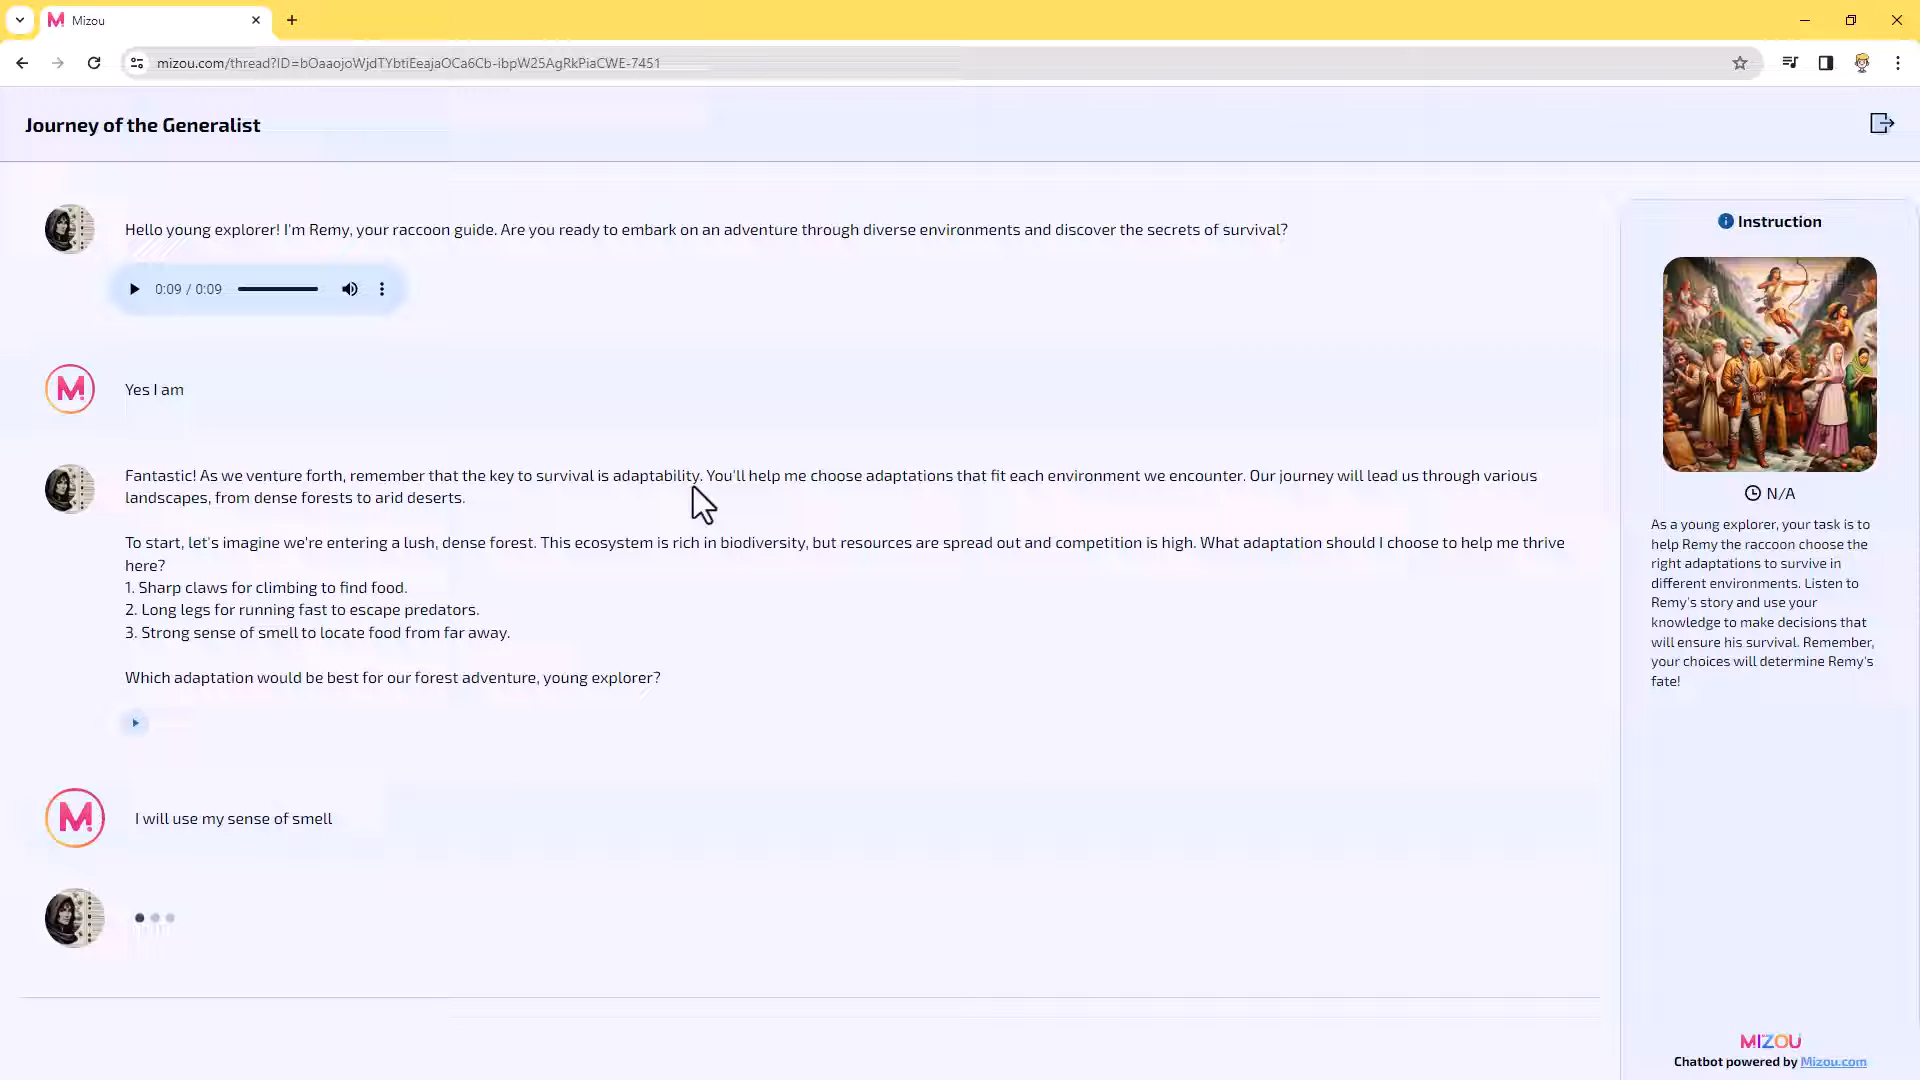 Mizou
mizou.com/thread?ID=bOaaojoWjdTYbtiEeajaOCa6Cb-ibpW25AgRkPiaCWE-7451
Journey of the Generalist
Hello young explorer! I'm Remy, your raccoon guide. Are you ready to embark on an adventure through diverse environments and discover the secrets of survival?
0:09 / 0:09
M
Yes I am
Fantastic! As we venture forth, remember that the key to survival is adaptability. You'll help me choose adaptations that fit each environment we encounter. Our journey will lead us through various
landscapes, from dense forests to arid deserts.
To start, let's imagine we're entering a lush, dense forest. This ecosystem is rich in biodiversity, but resources are spread out and competition is high. What adaptation should I choose to help me thrive
here?
1. Sharp claws for climbing to find food.
2. Long legs for running fast to escape predators.
3. Strong sense of smell to locate food from far away.
Which adaptation would be best for our forest adventure, young explorer?
M
I will use my sense of smell
Instruction
N/A
As a young explorer, your task is to
help Remy the raccoon choose the
right adaptations to survive in
different environments. Listen to
Remy's story and use your
knowledge to make decisions that
will ensure his survival. Remember,
your choices will determine Remy's
fate!
MIZOU
Chatbot powered by Mizou.com